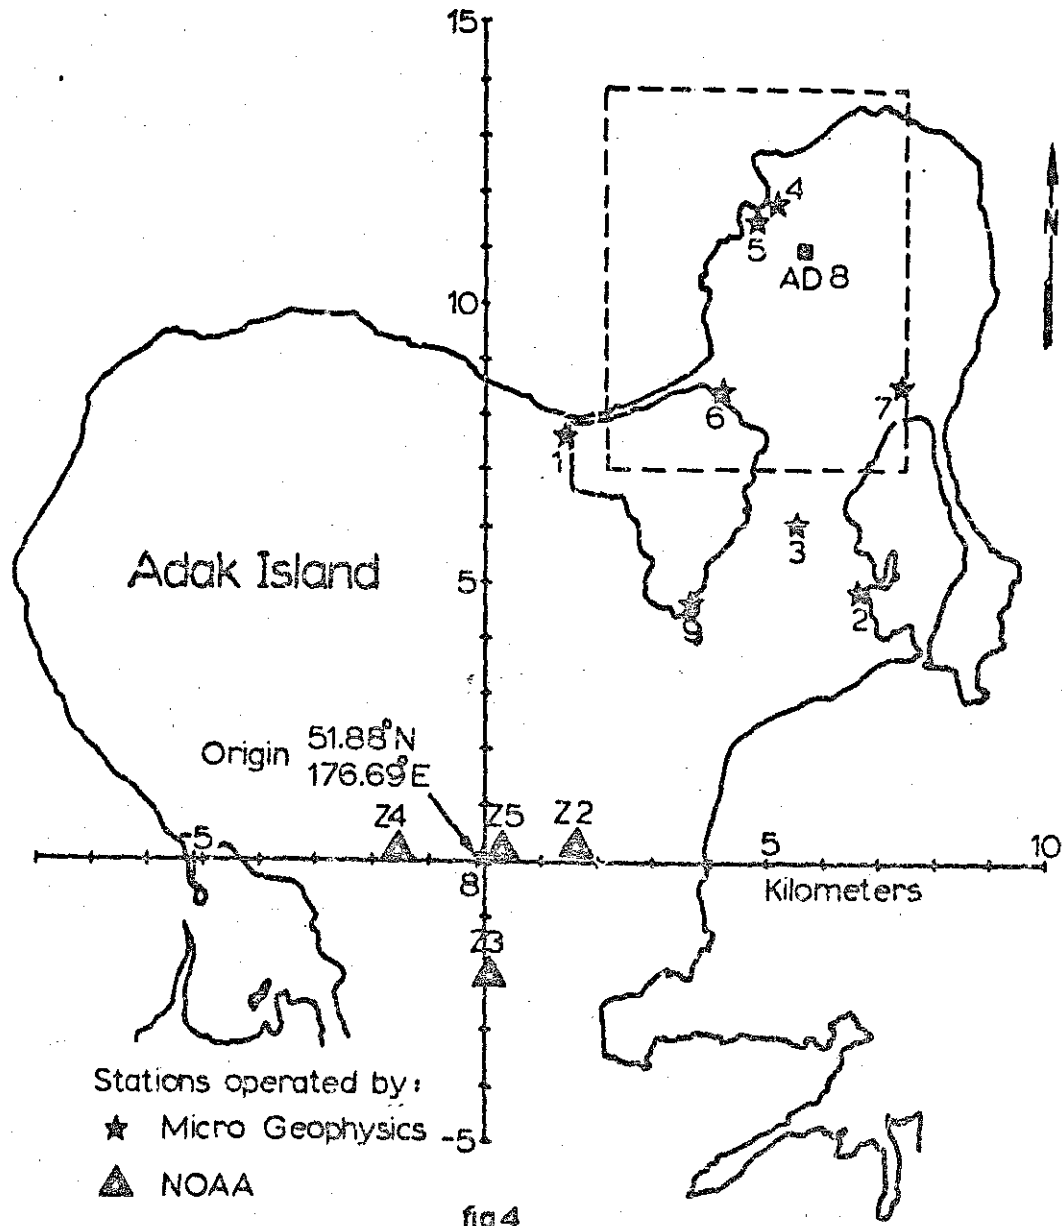 15
4
5
AD 8
10
N
6
7
1
3
Adak Island
5
2
9
Origin 51.88°N
176.69°E
Z4
Z5
Z2
-5
8
5
10
Kilometers
Z3
Stations operated by:
Micro Geophysics
-5
NOAA
fig 4